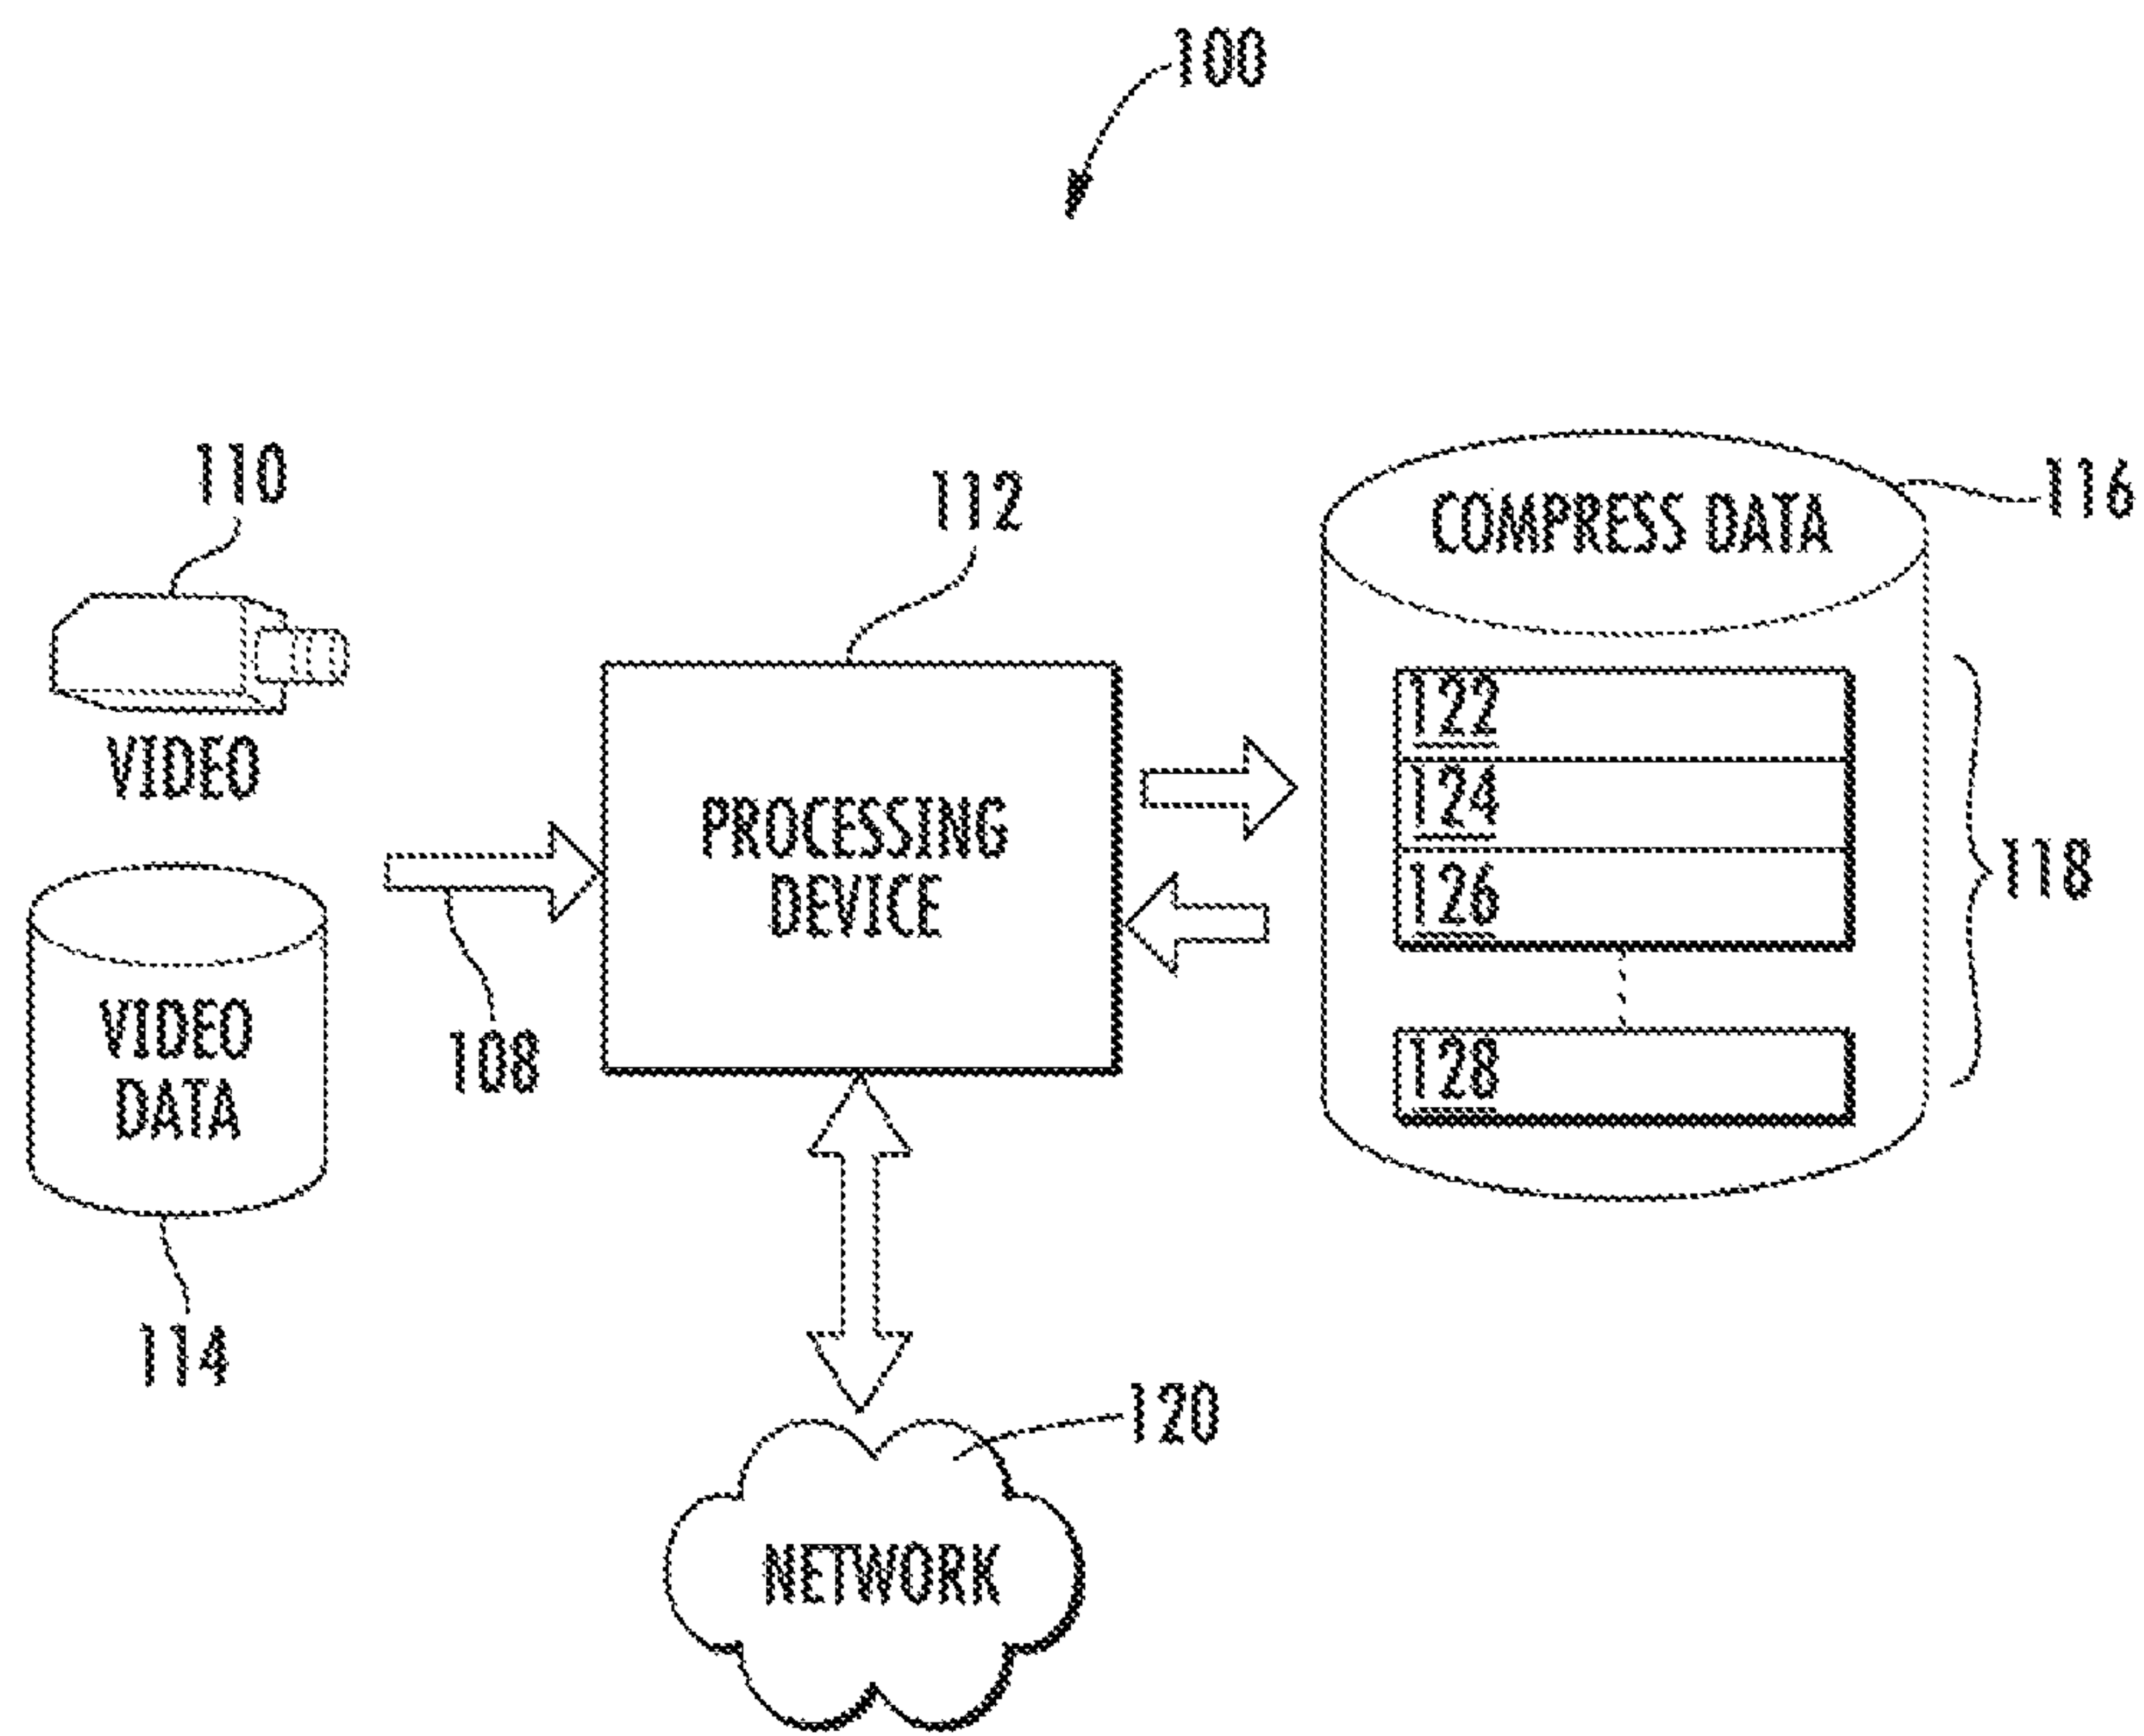 100
110
112
COMPRESS DATA
116
VIDEO
122
124
126
118
128
PROCESSING
DEVICE
108
VIDEO
DATA
114
120
NETWORK